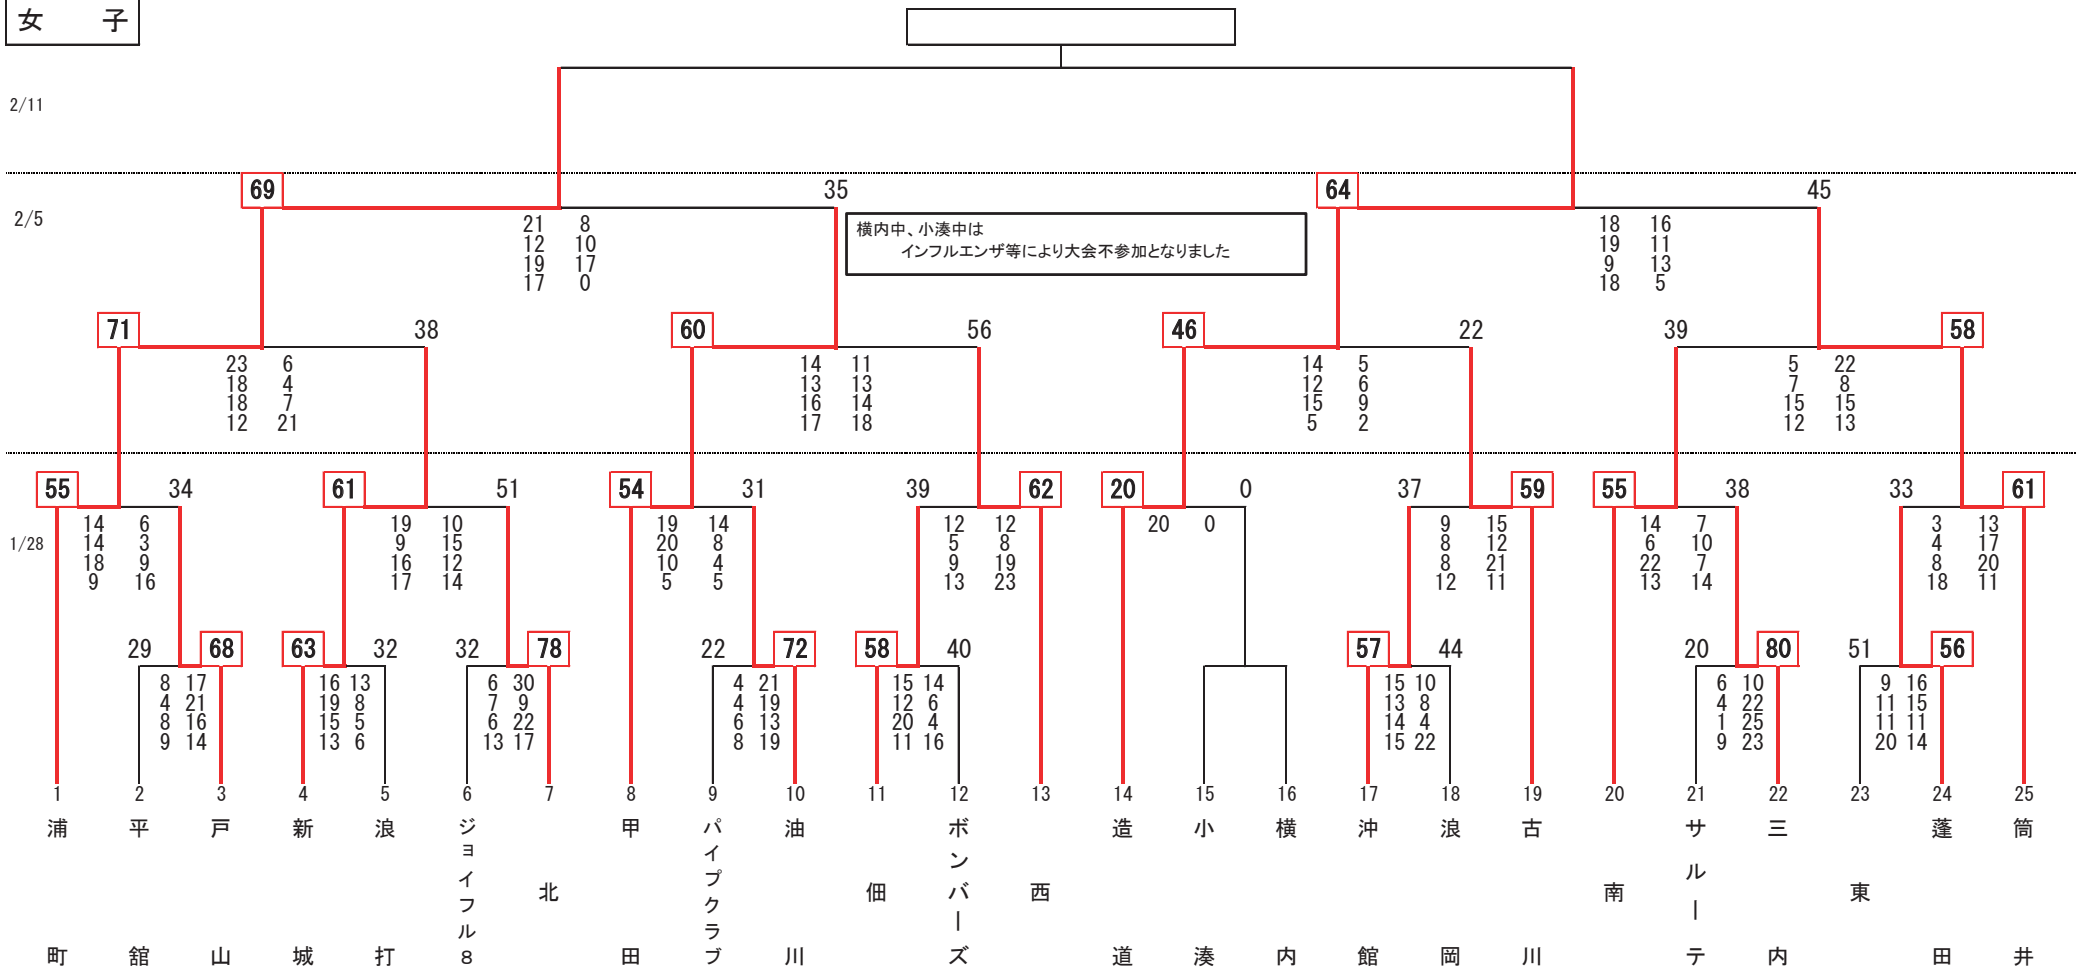 女 子
2/11
69 35 64 45
2/5
21 8 18 16
12 10 19 11
19 17 9 13
17 0 18 5
横内中、小湊中は
インフルエンザ等により大会不参加となりました
71 38 60 56 46 22 39 58
23 6 14 11 14 5 5 22
18 4 13 13 12 6 7 8
18 7 16 14 15 9 15 15
12 21 17 18 5 2 12 13
55 34 61 51 54 31 39 62 20 0 37 59 55 38 33 61
1/28
14 6 19 10 19 14 12 12 20 0 9 15 14 7 3 13
14 3 9 15 20 8 5 8 8 12 6 10 4 17
18 9 16 12 10 4 9 19 8 21 22 7 8 20
9 16 17 14 5 5 13 23 12 11 13 14 18 11
29 68 63 32 32 78 22 72 58 40 57 44 20 80 51 56
8 17 16 13 6 30 4 21 15 14 15 10 6 10 9 16
4 21 19 8 7 9 4 19 12 6 13 8 4 22 11 15
8 16 15 5 6 22 6 13 20 4 14 4 1 25 11 11
9 14 13 6 13 17 8 19 11 16 15 22 9 23 20 14
1 2 3 4 5 6 7 8 9 10 11 12 13 14 15 16 17 18 19 20 21 22 23 24 25
浦町
平舘
戸山
新城
浪打
ジョイフル8
北
甲田
パイプクラブ
油川
佃
ボンバーズ
西
造道
小湊
横内
沖館
浪岡
古川
南
サルーテ
三内
東
蓬田
筒井